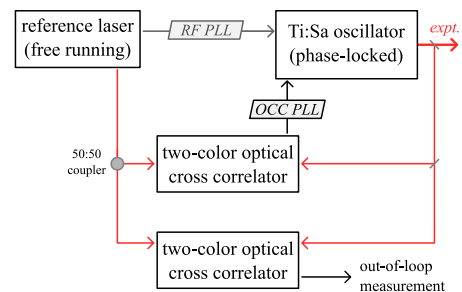 reference laser
(free running)
RF PLL
Ti:Sa oscillator
(phase-locked)
expt.
OCC PLL
50:50
coupler
two-color optical
cross correlator
two-color optical
cross correlator
out-of-loop
measurement